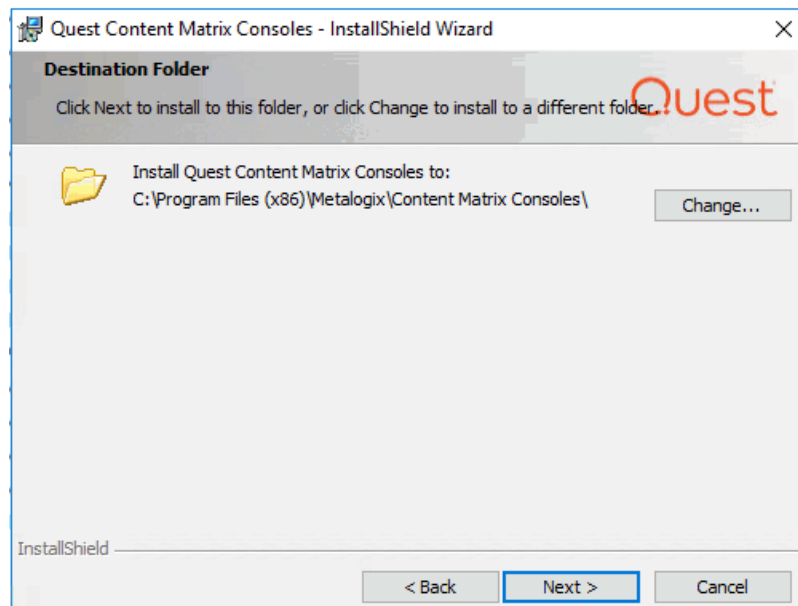 Quest Content Matrix Consoles - InstallShield Wizard
Destination Folder
Click Next to install to this folder, or click Change to install to a different folder.
Quest
Install Quest Content Matrix Consoles to:
C:\Program Files (x86)\Metalogix\Content Matrix Consoles\
Change...
InstallShield
< Back
Next >
Cancel